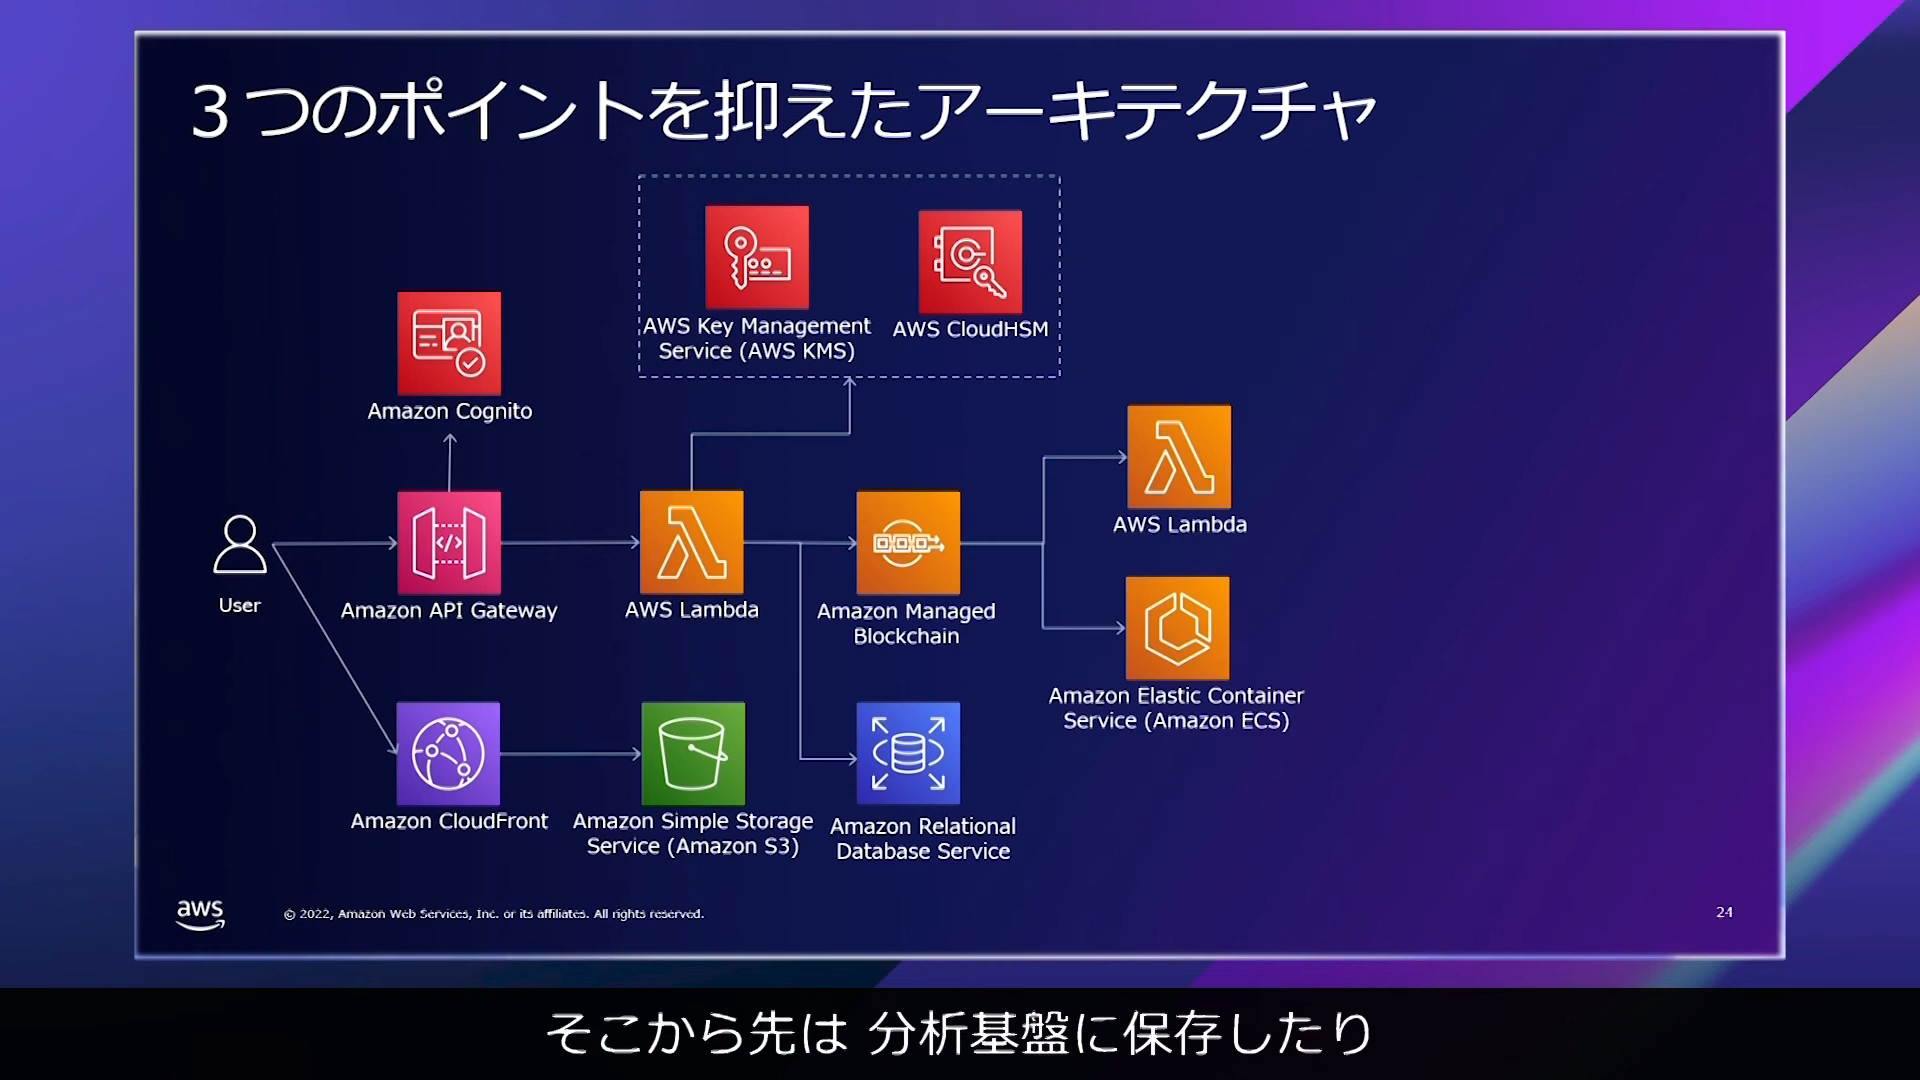 ３つのポイントを抑えたアーキテクチャ
AWS Key Management
Service (AWS KMS)
AWS CloudHSM
Amazon Cognito
AWS Lambda
User
Amazon API Gateway
AWS Lambda
Amazon Managed
Blockchain
Amazon Elastic Container
Service (Amazon ECS)
Amazon CloudFront
Amazon Simple Storage
Service (Amazon S3)
Amazon Relational
Database Service
aws
© 2022, Amazon Web Services, Inc. or its affiliates. All rights reserved.
24
そこから先は 分析基盤に保存したり